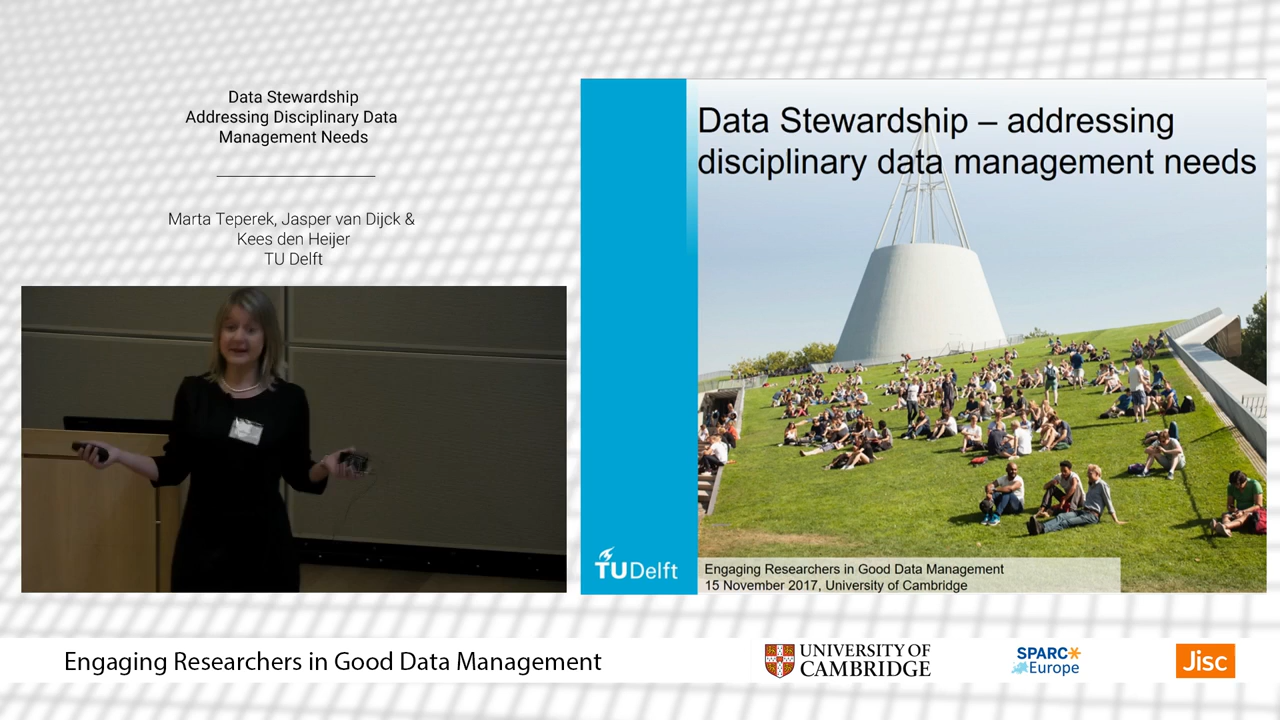 Data Stewardship
Addressing Disciplinary Data
Management Needs
Marta Teperek, Jasper van Dijck &
Kees den Heijer
TU Delft
Data Stewardship – addressing
disciplinary data management needs
TUDelft
Engaging Researchers in Good Data Management
15 November 2017, University of Cambridge
Engaging Researchers in Good Data Management
UNIVERSITY OF
CAMBRIDGE
SPARC
Europe
Jisc